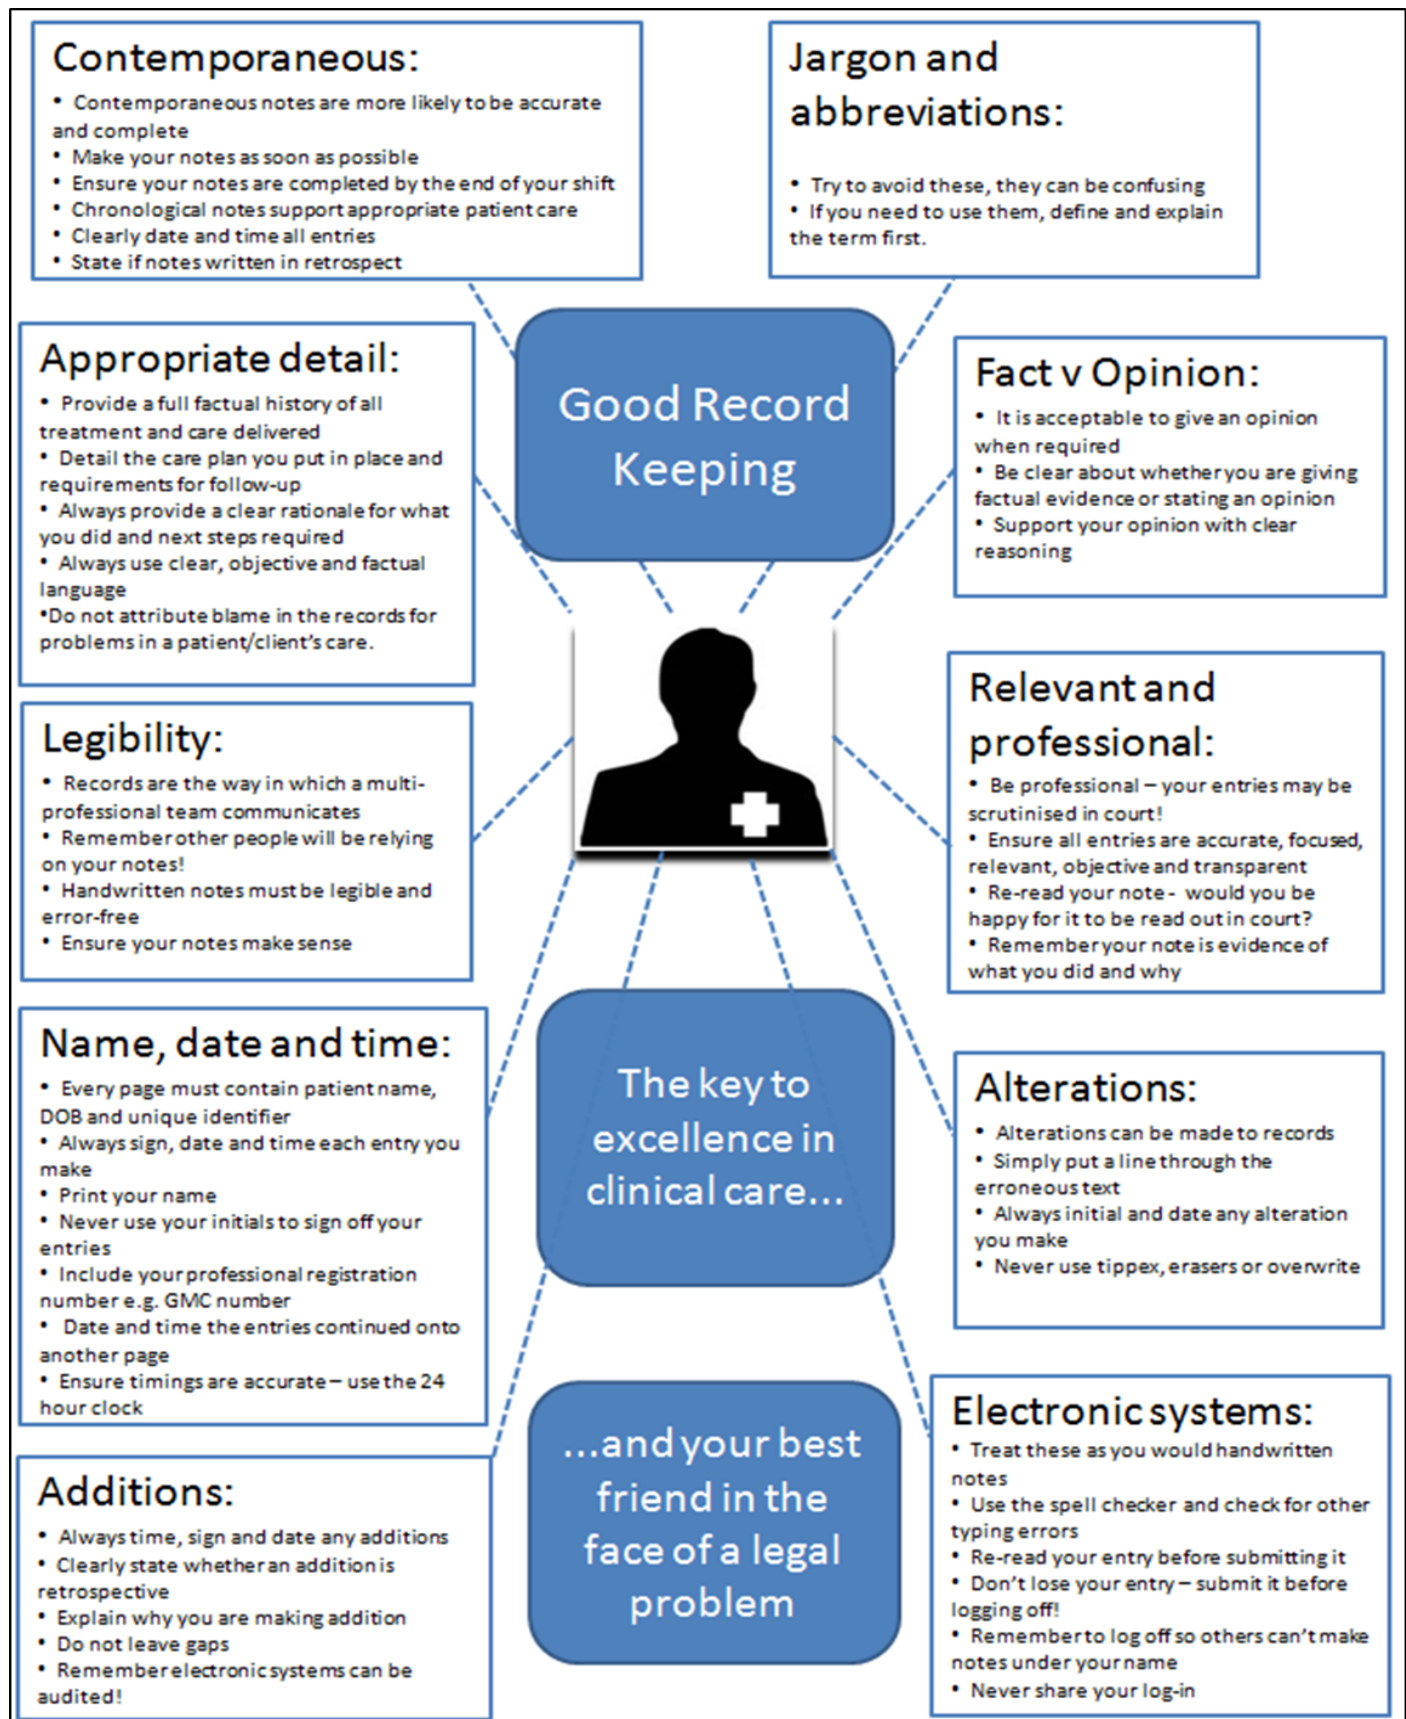 Contemporaneous:
• Contemporaneous notes are more likely to be accurate
and complete
• Make your notes as soon as possible
• Ensure your notes are completed by the end of your shift
• Chronological notes support appropriate patient care
• Clearly date and time all entries
• State if notes written in retrospect
Jargon and
abbreviations:
• Try to avoid these, they can be confusing
• If you need to use them, define and explain
the term first.
Good Record
Keeping
Appropriate detail:
• Provide a full factual history of all
treatment and care delivered
• Detail the care plan you put in place and
requirements for follow-up
• Always provide a clear rationale for what
you did and next steps required
• Always use clear, objective and factual
language
•Do not attribute blame in the records for
problems in a patient/client's care.
Fact v Opinion:
• It is acceptable to give an opinion
when required
• Be clear about whether you are giving
factual evidence or stating an opinion
• Support your opinion with clear
reasoning
Legibility:
• Records are the way in which a multi-
professional team communicates
• Remember other people will be relying
on your notes!
• Handwritten notes must be legible and
error-free
• Ensure your notes make sense
Relevant and
professional:
• Be professional – your entries may be
scrutinised in court!
• Ensure all entries are accurate, focused,
relevant, objective and transparent
• Re-read your note - would you be
happy for it to be read out in court?
• Remember your note is evidence of
what you did and why
Name, date and time:
• Every page must contain patient name,
DOB and unique identifier
• Always sign, date and time each entry you
make
• Print your name
• Never use your initials to sign off your
entries
• Include your professional registration
number e.g. GMC number
• Date and time the entries continued onto
another page
• Ensure timings are accurate – use the 24
hour clock
The key to
excellence in
clinical care...
Alterations:
• Alterations can be made to records
• Simply put a line through the
erroneous text
• Always initial and date any alteration
you make
• Never use tippex, erasers or overwrite
Additions:
• Always time, sign and date any additions
• Clearly state whether an addition is
retrospective
• Explain why you are making addition
• Do not leave gaps
• Remember electronic systems can be
audited!
...and your best
friend in the
face of a legal
problem
Electronic systems:
• Treat these as you would handwritten
notes
• Use the spell checker and check for other
typing errors
• Re-read your entry before submitting it
• Don't lose your entry – submit it before
logging off!
• Remember to log off so others can't make
notes under your name
• Never share your log-in